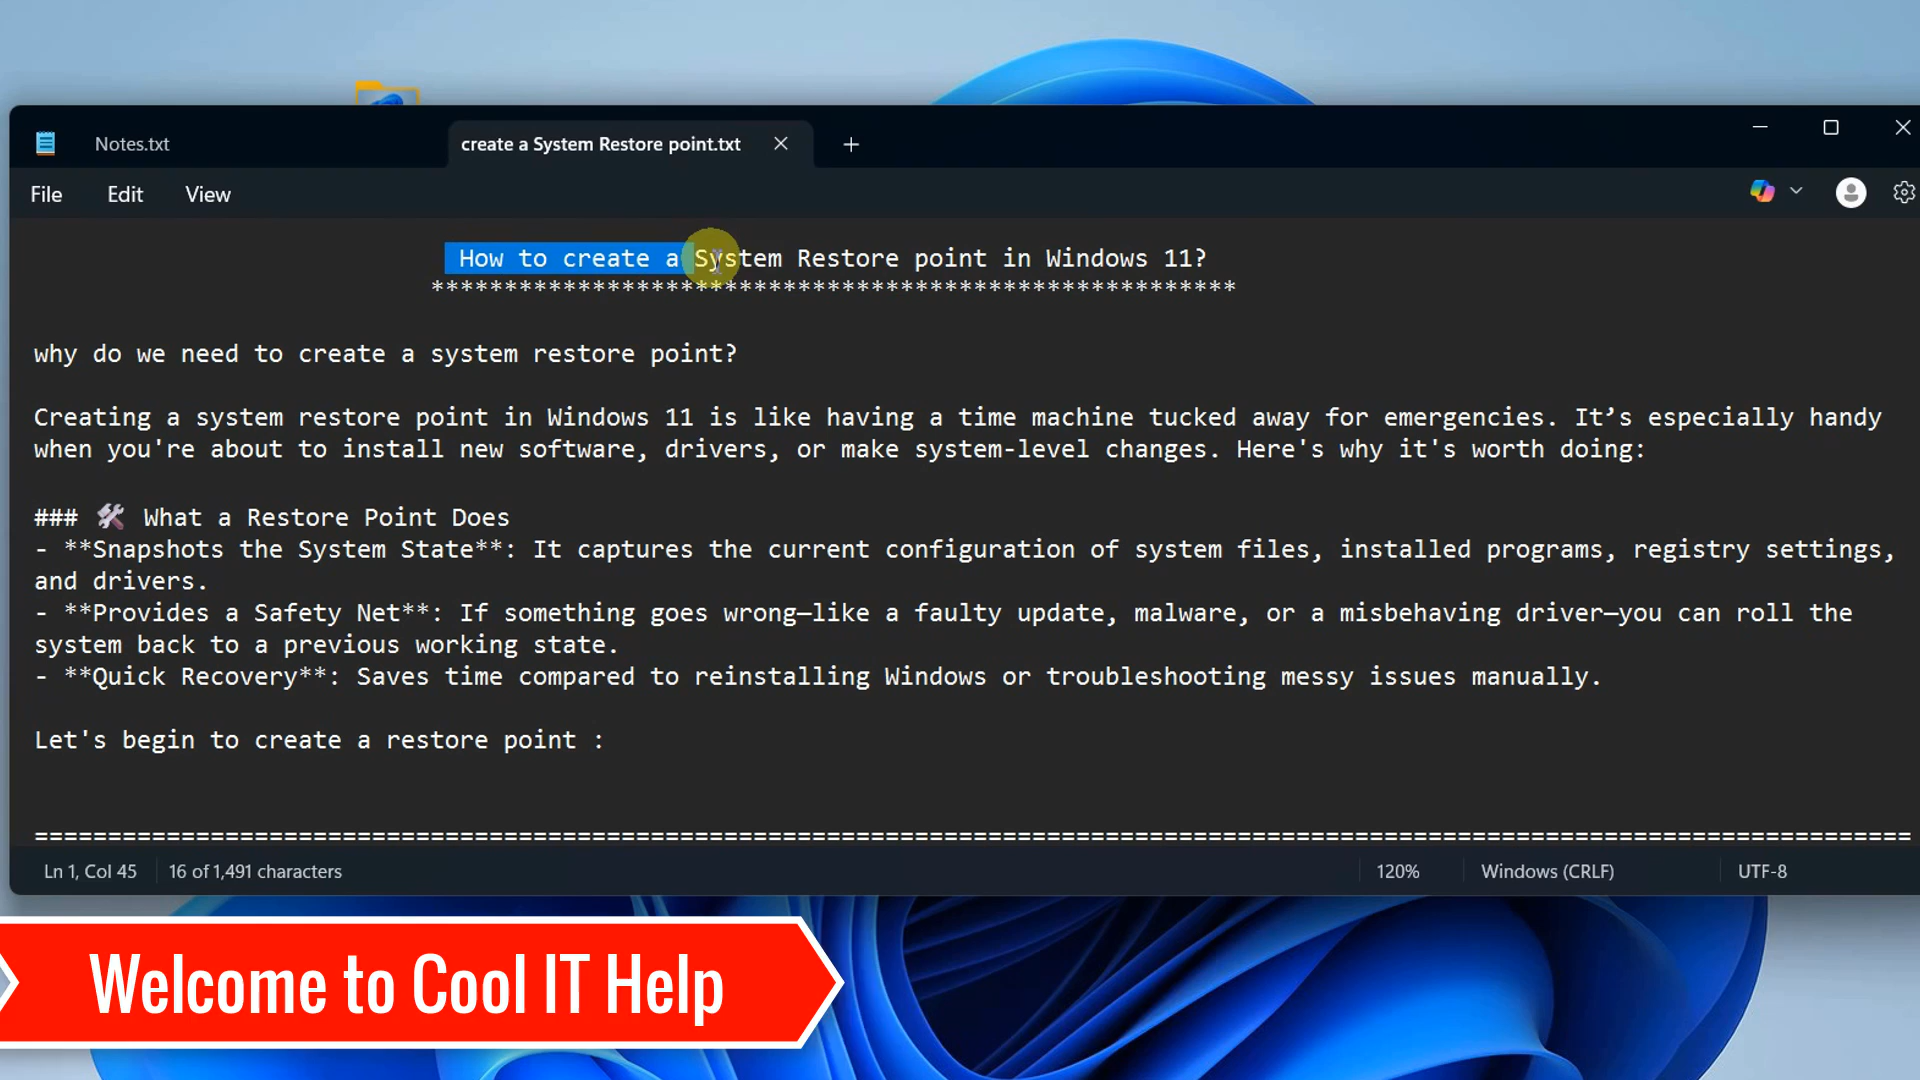 Notes.txt
create a System Restore point.txt
File Edit View
How to create a System Restore point in Windows 11?
*******************************************************
why do we need to create a system restore point?
Creating a system restore point in Windows 11 is like having a time machine tucked away for emergencies. It’s especially handy
when you're about to install new software, drivers, or make system-level changes. Here's why it's worth doing:
### 🛠️ What a Restore Point Does
- **Snapshots the System State**: It captures the current configuration of system files, installed programs, registry settings,
and drivers.
- **Provides a Safety Net**: If something goes wrong—like a faulty update, malware, or a misbehaving driver—you can roll the
system back to a previous working state.
- **Quick Recovery**: Saves time compared to reinstalling Windows or troubleshooting messy issues manually.
Let's begin to create a restore point :
================================================================================================================================
Ln 1, Col 45 16 of 1,491 characters 120% Windows (CRLF) UTF-8
Welcome to Cool IT Help